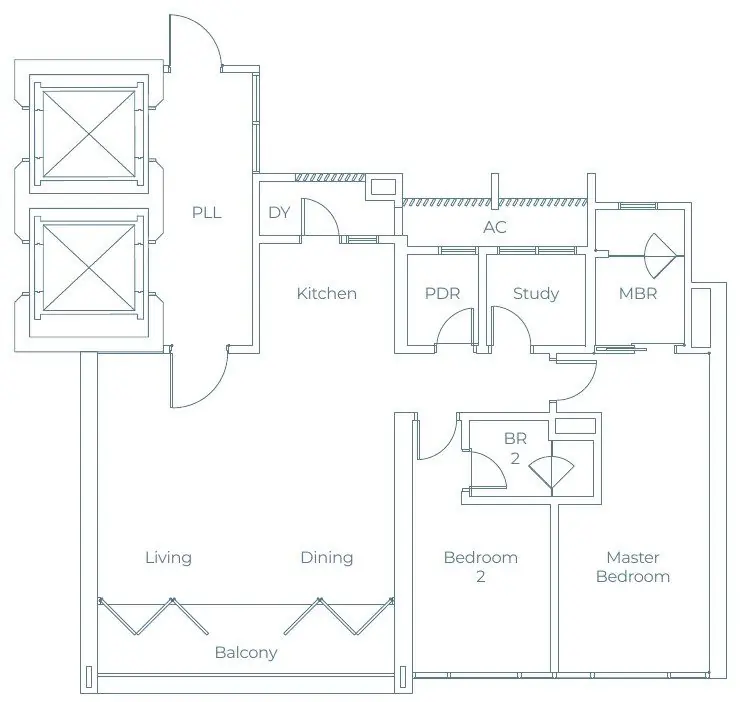 PLL
DY
AC
Kitchen
PDR
Study
MBR
BR
2
Living
Dining
Bedroom
2
Master
Bedroom
Balcony